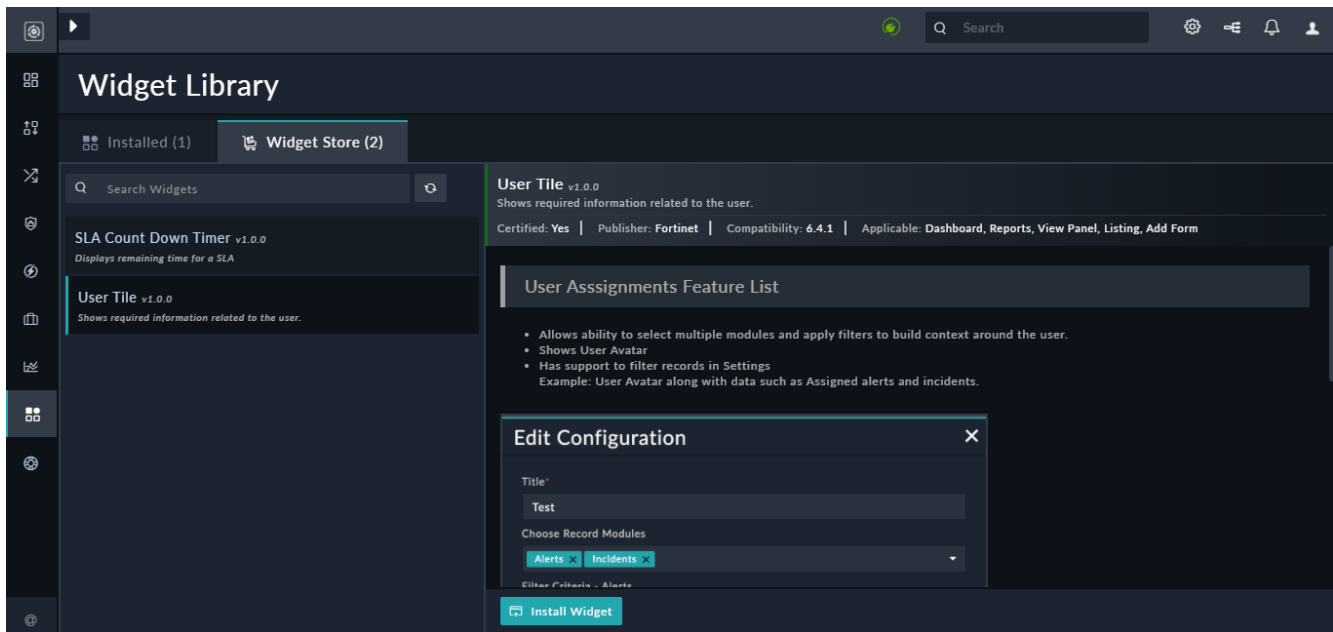 Search
Widget Library
Installed (1)
Widget Store (2)
Search Widgets
SLA Count Down Timer v1.0.0
Displays remaining time for a SLA
User Tile v1.0.0
Shows required information related to the user.
User Tile v1.0.0
Shows required information related to the user.
Certified: Yes | Publisher: Fortinet | Compatibility: 6.4.1 | Applicable: Dashboard, Reports, View Panel, Listing, Add Form
User Asssignments Feature List
• Allows ability to select multiple modules and apply filters to build context around the user.
• Shows User Avatar
• Has support to filter records in Settings
Example: User Avatar along with data such as Assigned alerts and incidents.
Edit Configuration
Title*
Test
Choose Record Modules
Alerts × Incidents ×
Filter Criteria - Alerts
Install Widget
@